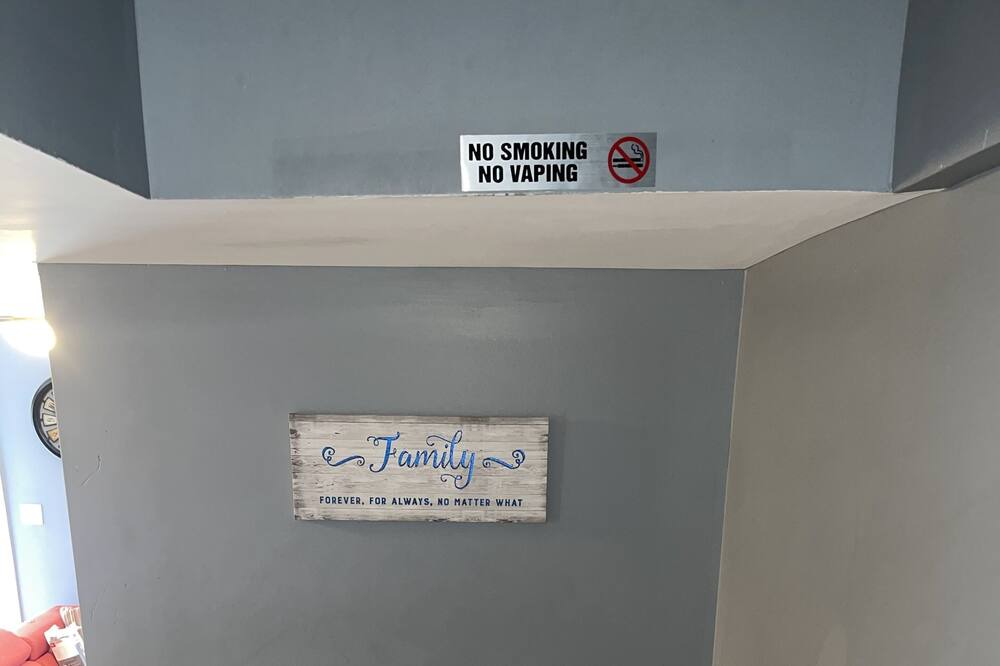 NO SMOKING
NO VAPING
Family
FOREVER, FOR ALWAYS, NO MATTER WHAT